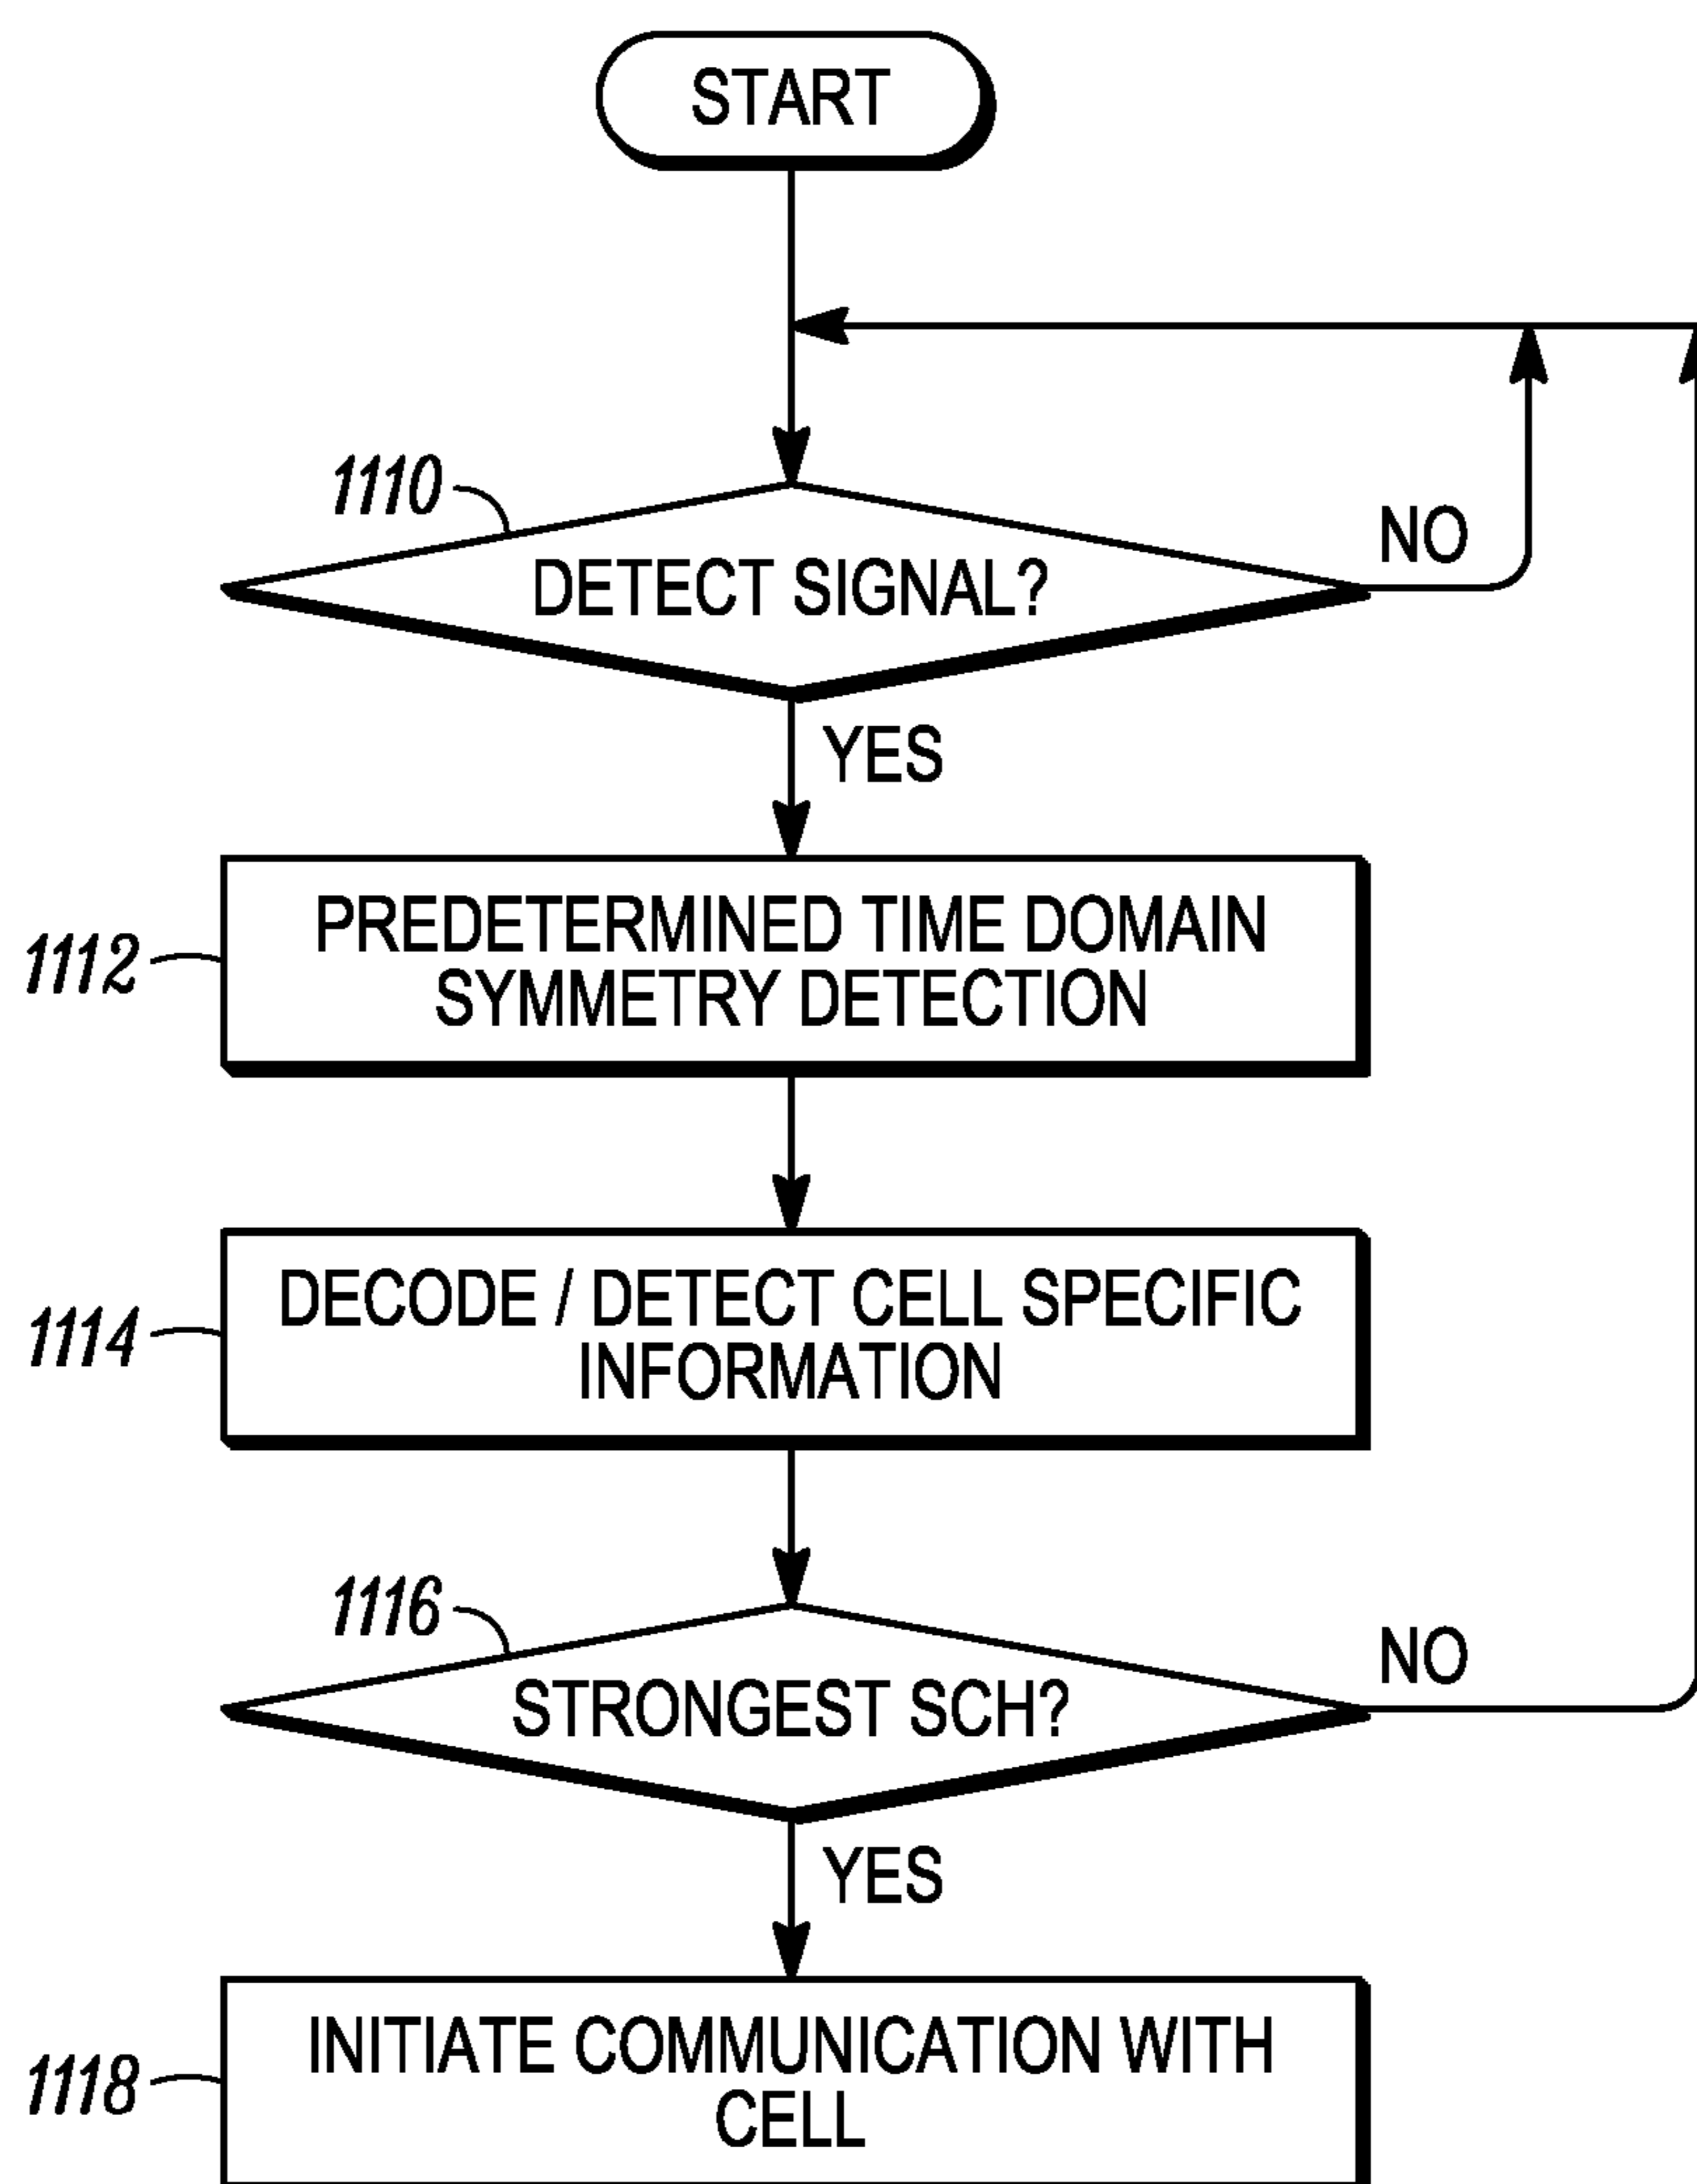 START
1110
DETECT SIGNAL?
NO
YES
1112
PREDETERMINED TIME DOMAIN
SYMMETRY DETECTION
1114
DECODE / DETECT CELL SPECIFIC
INFORMATION
1116
STRONGEST SCH?
NO
YES
1118
INITIATE COMMUNICATION WITH
CELL